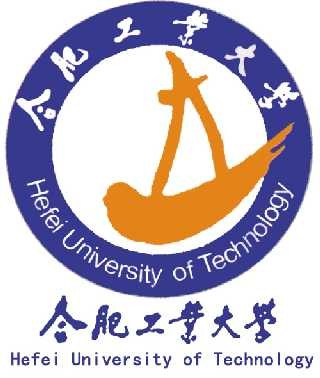 合肥工業大學
Hefei University of Technology
合肥工業大學
Hefei University of Technology